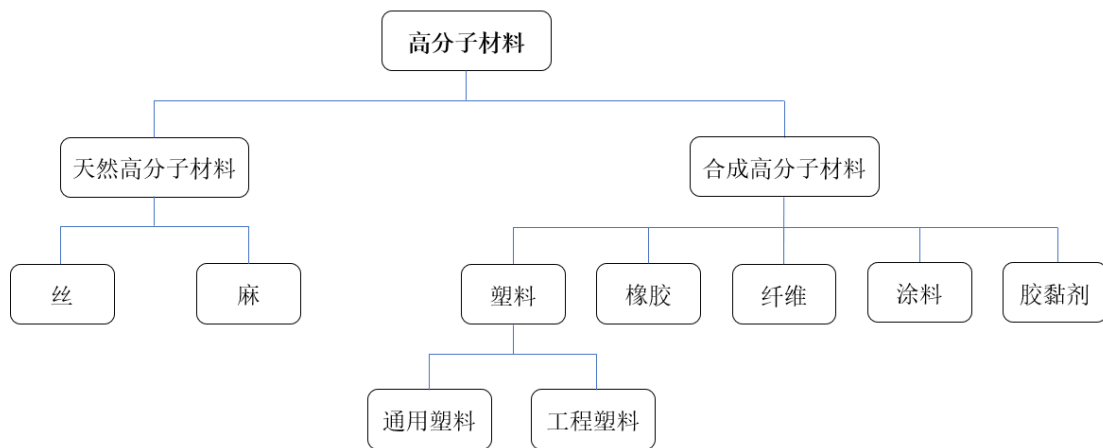 高分子材料
天然高分子材料
合成高分子材料
丝
麻
塑料
橡胶
纤维
涂料
胶黏剂
通用塑料
工程塑料